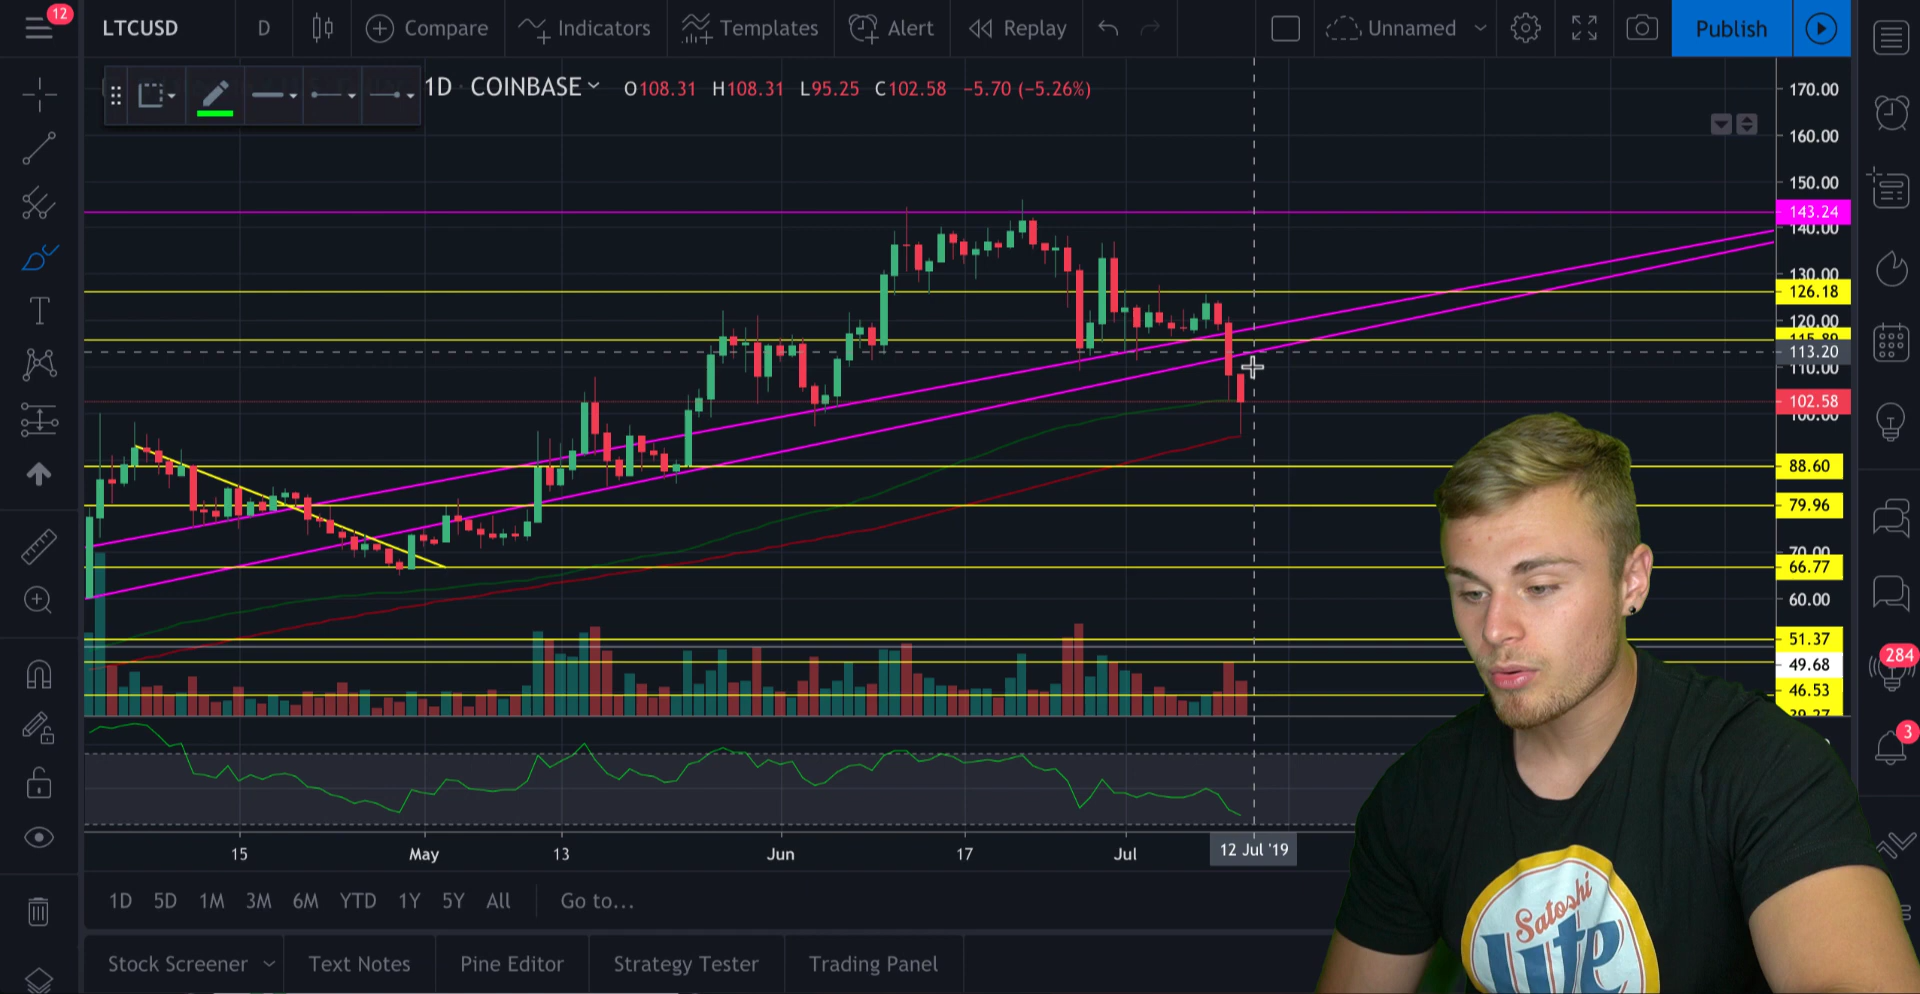 12
LTCUSD
D
Compare
Indicators
Templates
Alert
Replay
Unnamed
Publish
1D · COINBASE
O108.31 H108.31 L95.25 C102.58 −5.70 (−5.26%)
170.00
160.00
150.00
143.24
140.00
130.00
126.18
120.00
115.80
113.20
110.00
102.58
100.00
88.60
79.96
70.00
66.77
60.00
51.37
49.68
46.53
39.27
284
3
15
May
13
Jun
17
Jul
12 Jul '19
1D 5D 1M 3M 6M YTD 1Y 5Y All
Go to...
Stock Screener
Text Notes
Pine Editor
Strategy Tester
Trading Panel
Satoshi
Lite